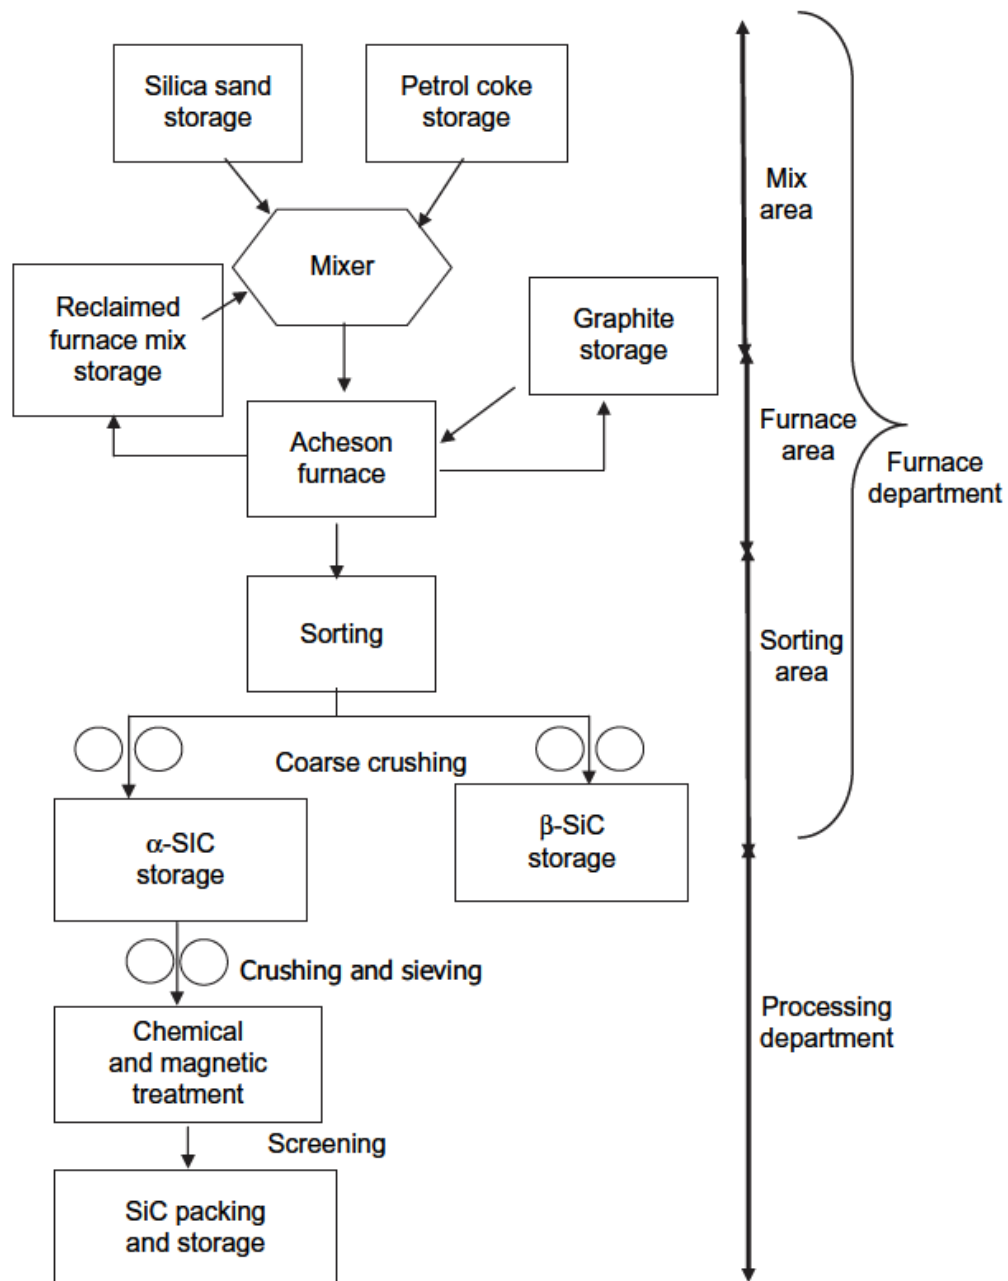 Silica sand
storage
Petrol coke
storage
Mix
area
Mixer
Reclaimed
furnace mix
storage
Graphite
storage
Acheson
furnace
Furnace
area
Furnace
department
Sorting
Sorting
area
Coarse crushing
α-SIC
storage
β-SiC
storage
Crushing and sieving
Chemical
and magnetic
treatment
Processing
department
Screening
SiC packing
and storage